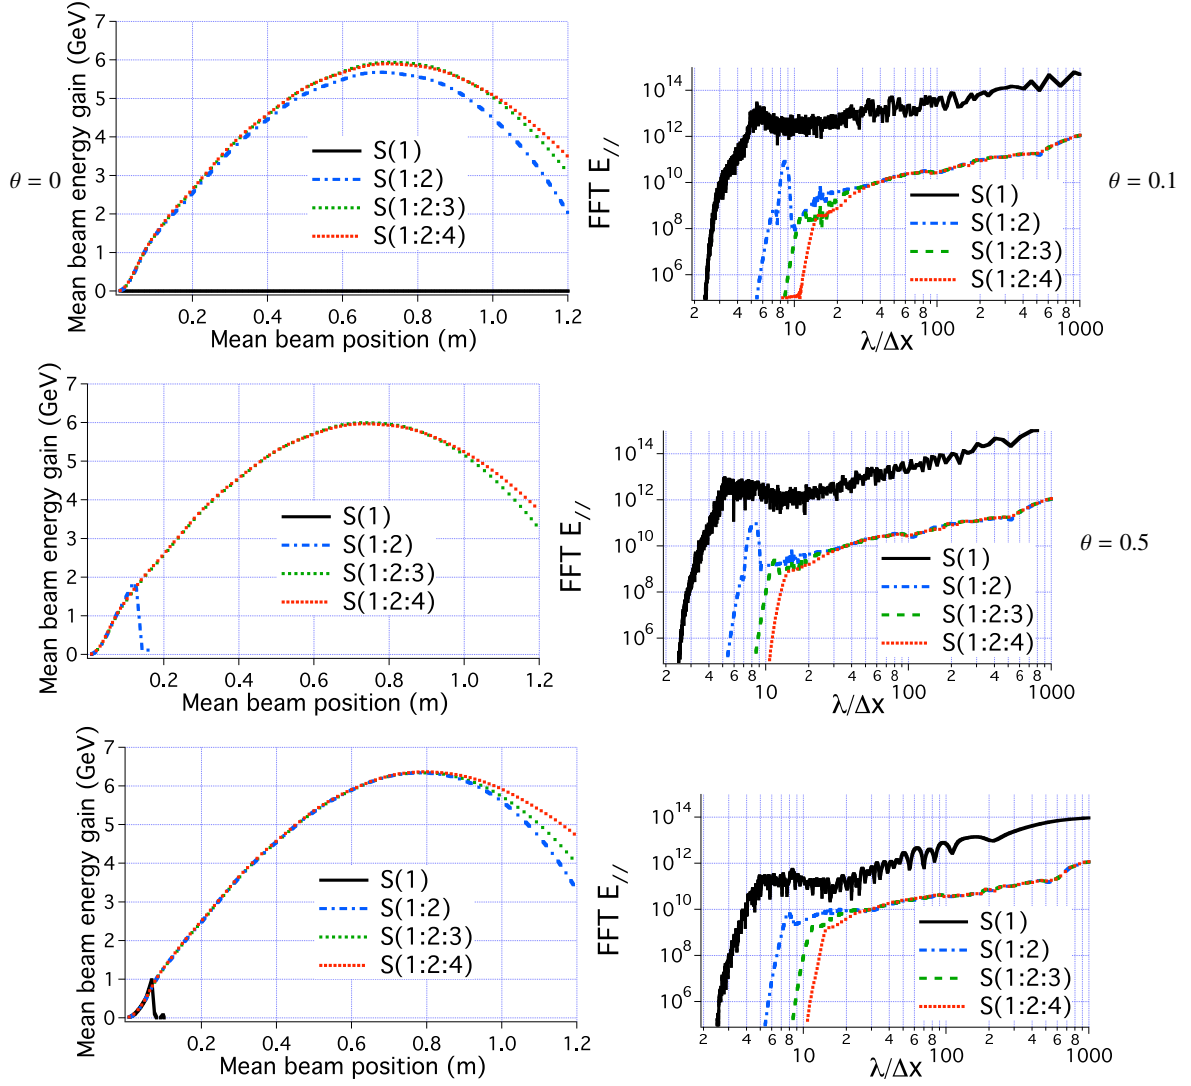 Mean beam energy gain (GeV)
7
6
5
4
3
2
1
0
θ = 0
S(1)
S(1:2)
S(1:2:3)
S(1:2:4)
0.2 0.4 0.6 0.8 1.0 1.2
Mean beam position (m)
FFT E//
10^14
10^12
10^10
10^8
10^6
S(1)
S(1:2)
S(1:2:3)
S(1:2:4)
θ = 0.1
2 4 6 8 10 2 4 6 8 100 2 4 6 8 1000
λ/Δx
Mean beam energy gain (GeV)
7
6
5
4
3
2
1
0
S(1)
S(1:2)
S(1:2:3)
S(1:2:4)
0.2 0.4 0.6 0.8 1.0 1.2
Mean beam position (m)
FFT E//
10^14
10^12
10^10
10^8
10^6
S(1)
S(1:2)
S(1:2:3)
S(1:2:4)
θ = 0.5
2 4 6 8 10 2 4 6 8 100 2 4 6 8 1000
λ/Δx
Mean beam energy gain (GeV)
7
6
5
4
3
2
1
0
S(1)
S(1:2)
S(1:2:3)
S(1:2:4)
0.2 0.4 0.6 0.8 1.0 1.2
Mean beam position (m)
FFT E//
10^14
10^12
10^10
10^8
10^6
S(1)
S(1:2)
S(1:2:3)
S(1:2:4)
2 4 6 8 10 2 4 6 8 100 2 4 6 8 1000
λ/Δx